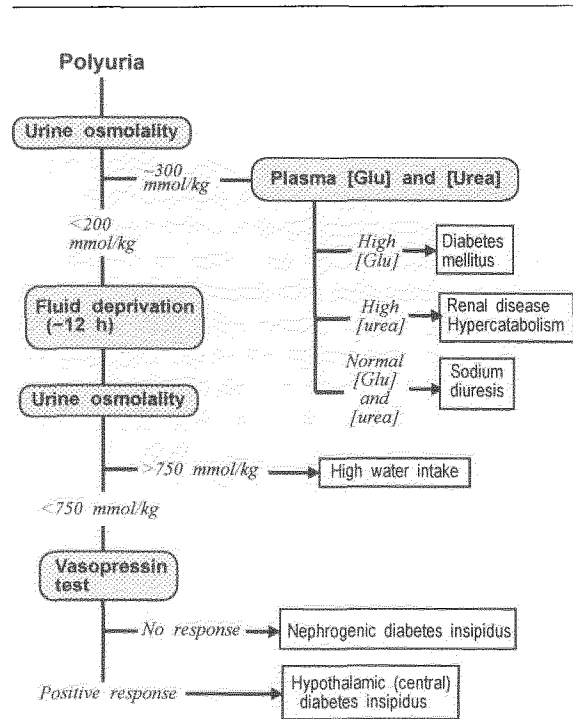 Polyuria
Urine osmolality
~300
mmol/kg
Plasma [Glu] and [Urea]
<200
mmol/kg
High
[Glu]
Diabetes
mellitus
Fluid deprivation
(~12 h)
High
[urea]
Renal disease
Hypercatabolism
Urine osmolality
Normal
[Glu]
and
[urea]
Sodium
diuresis
>750 mmol/kg
High water intake
<750 mmol/kg
Vasopressin
test
No response
Nephrogenic diabetes insipidus
Positive response
Hypothalamic (central)
diabetes insipidus